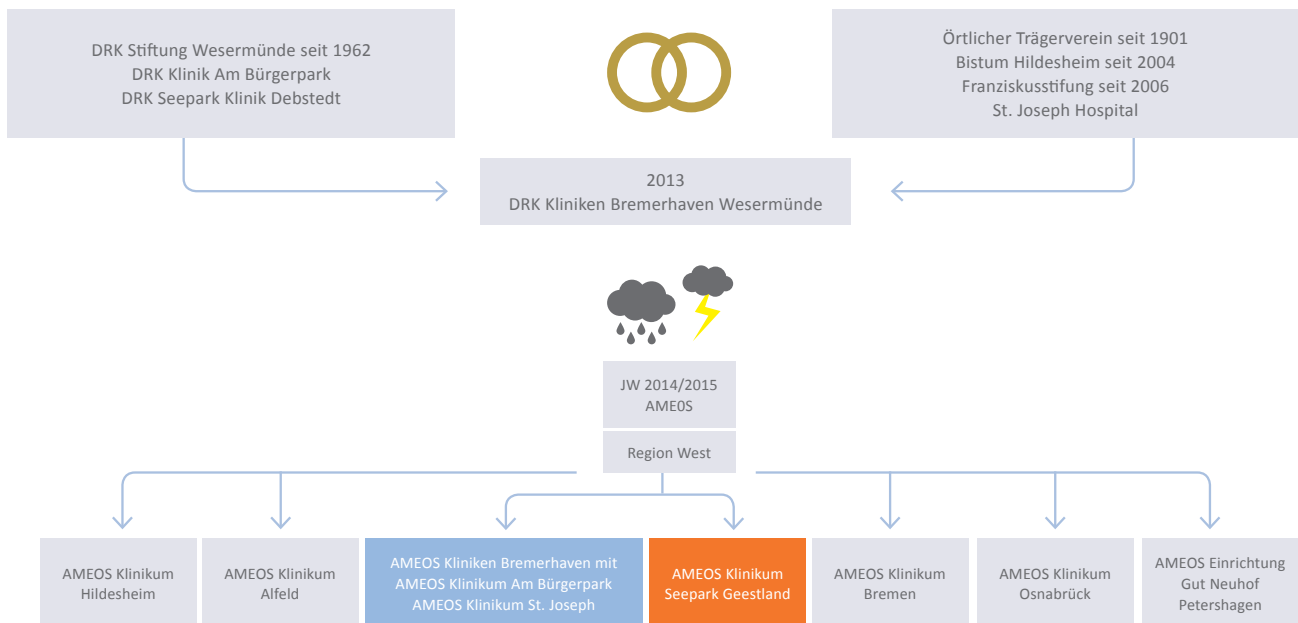 DRK Stiftung Wesermünde seit 1962
DRK Klinik Am Bürgerpark
DRK Seepark Klinik Debstedt
Örtlicher Trägerverein seit 1901
Bistum Hildesheim seit 2004
Franziskusstifung seit 2006
St. Joseph Hospital
2013
DRK Kliniken Bremerhaven Wesermünde
JW 2014/2015
AME0S
Region West
AMEOS Klinikum
Hildesheim
AMEOS Klinikum
Alfeld
AMEOS Kliniken Bremerhaven mit
AMEOS Klinikum Am Bürgerpark
AMEOS Klinikum St. Joseph
AMEOS Klinikum
Seepark Geestland
AMEOS Klinikum
Bremen
AMEOS Klinikum
Osnabrück
AMEOS Einrichtung
Gut Neuhof
Petershagen